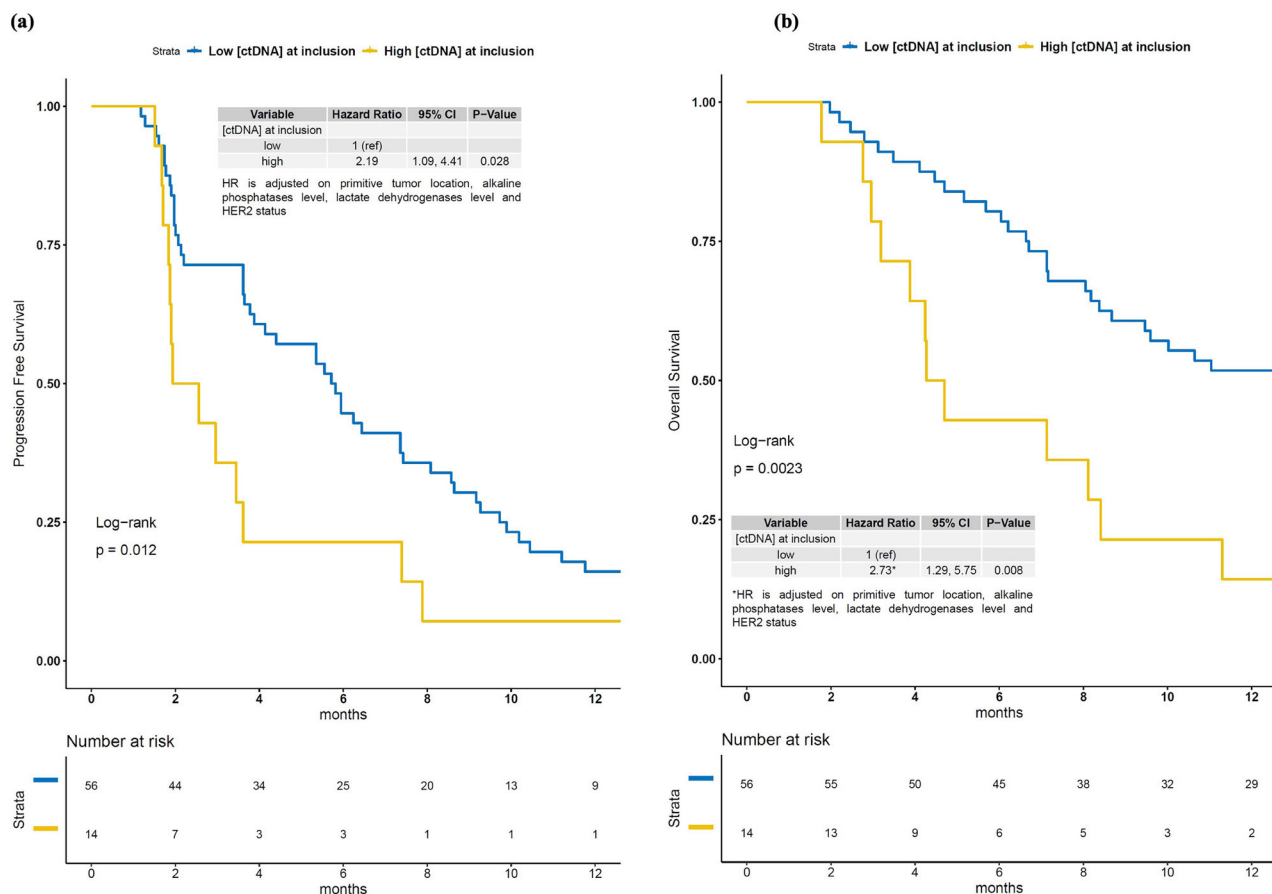 (a)
Strata Low [ctDNA] at inclusion High [ctDNA] at inclusion
1.00
0.75
0.50
0.25
0.00
Progression Free Survival
Variable Hazard Ratio 95% CI P−Value
[ctDNA] at inclusion
low 1 (ref)
high 2.19 1.09, 4.41 0.028
HR is adjusted on primitive tumor location, alkaline
phosphatases level, lactate dehydrogenases level and
HER2 status
Log−rank
p = 0.012
0 2 4 6 8 10 12
months
Number at risk
Strata
56 44 34 25 20 13 9
14 7 3 3 1 1 1
0 2 4 6 8 10 12
months
(b)
Strata Low [ctDNA] at inclusion High [ctDNA] at inclusion
1.00
0.75
0.50
0.25
0.00
Overall Survival
Log−rank
p = 0.0023
Variable Hazard Ratio 95% CI P−Value
[ctDNA] at inclusion
low 1 (ref)
high 2.73* 1.29, 5.75 0.008
*HR is adjusted on primitive tumor location, alkaline
phosphatases level, lactate dehydrogenases level and
HER2 status
0 2 4 6 8 10 12
months
Number at risk
Strata
56 55 50 45 38 32 29
14 13 9 6 5 3 2
0 2 4 6 8 10 12
months